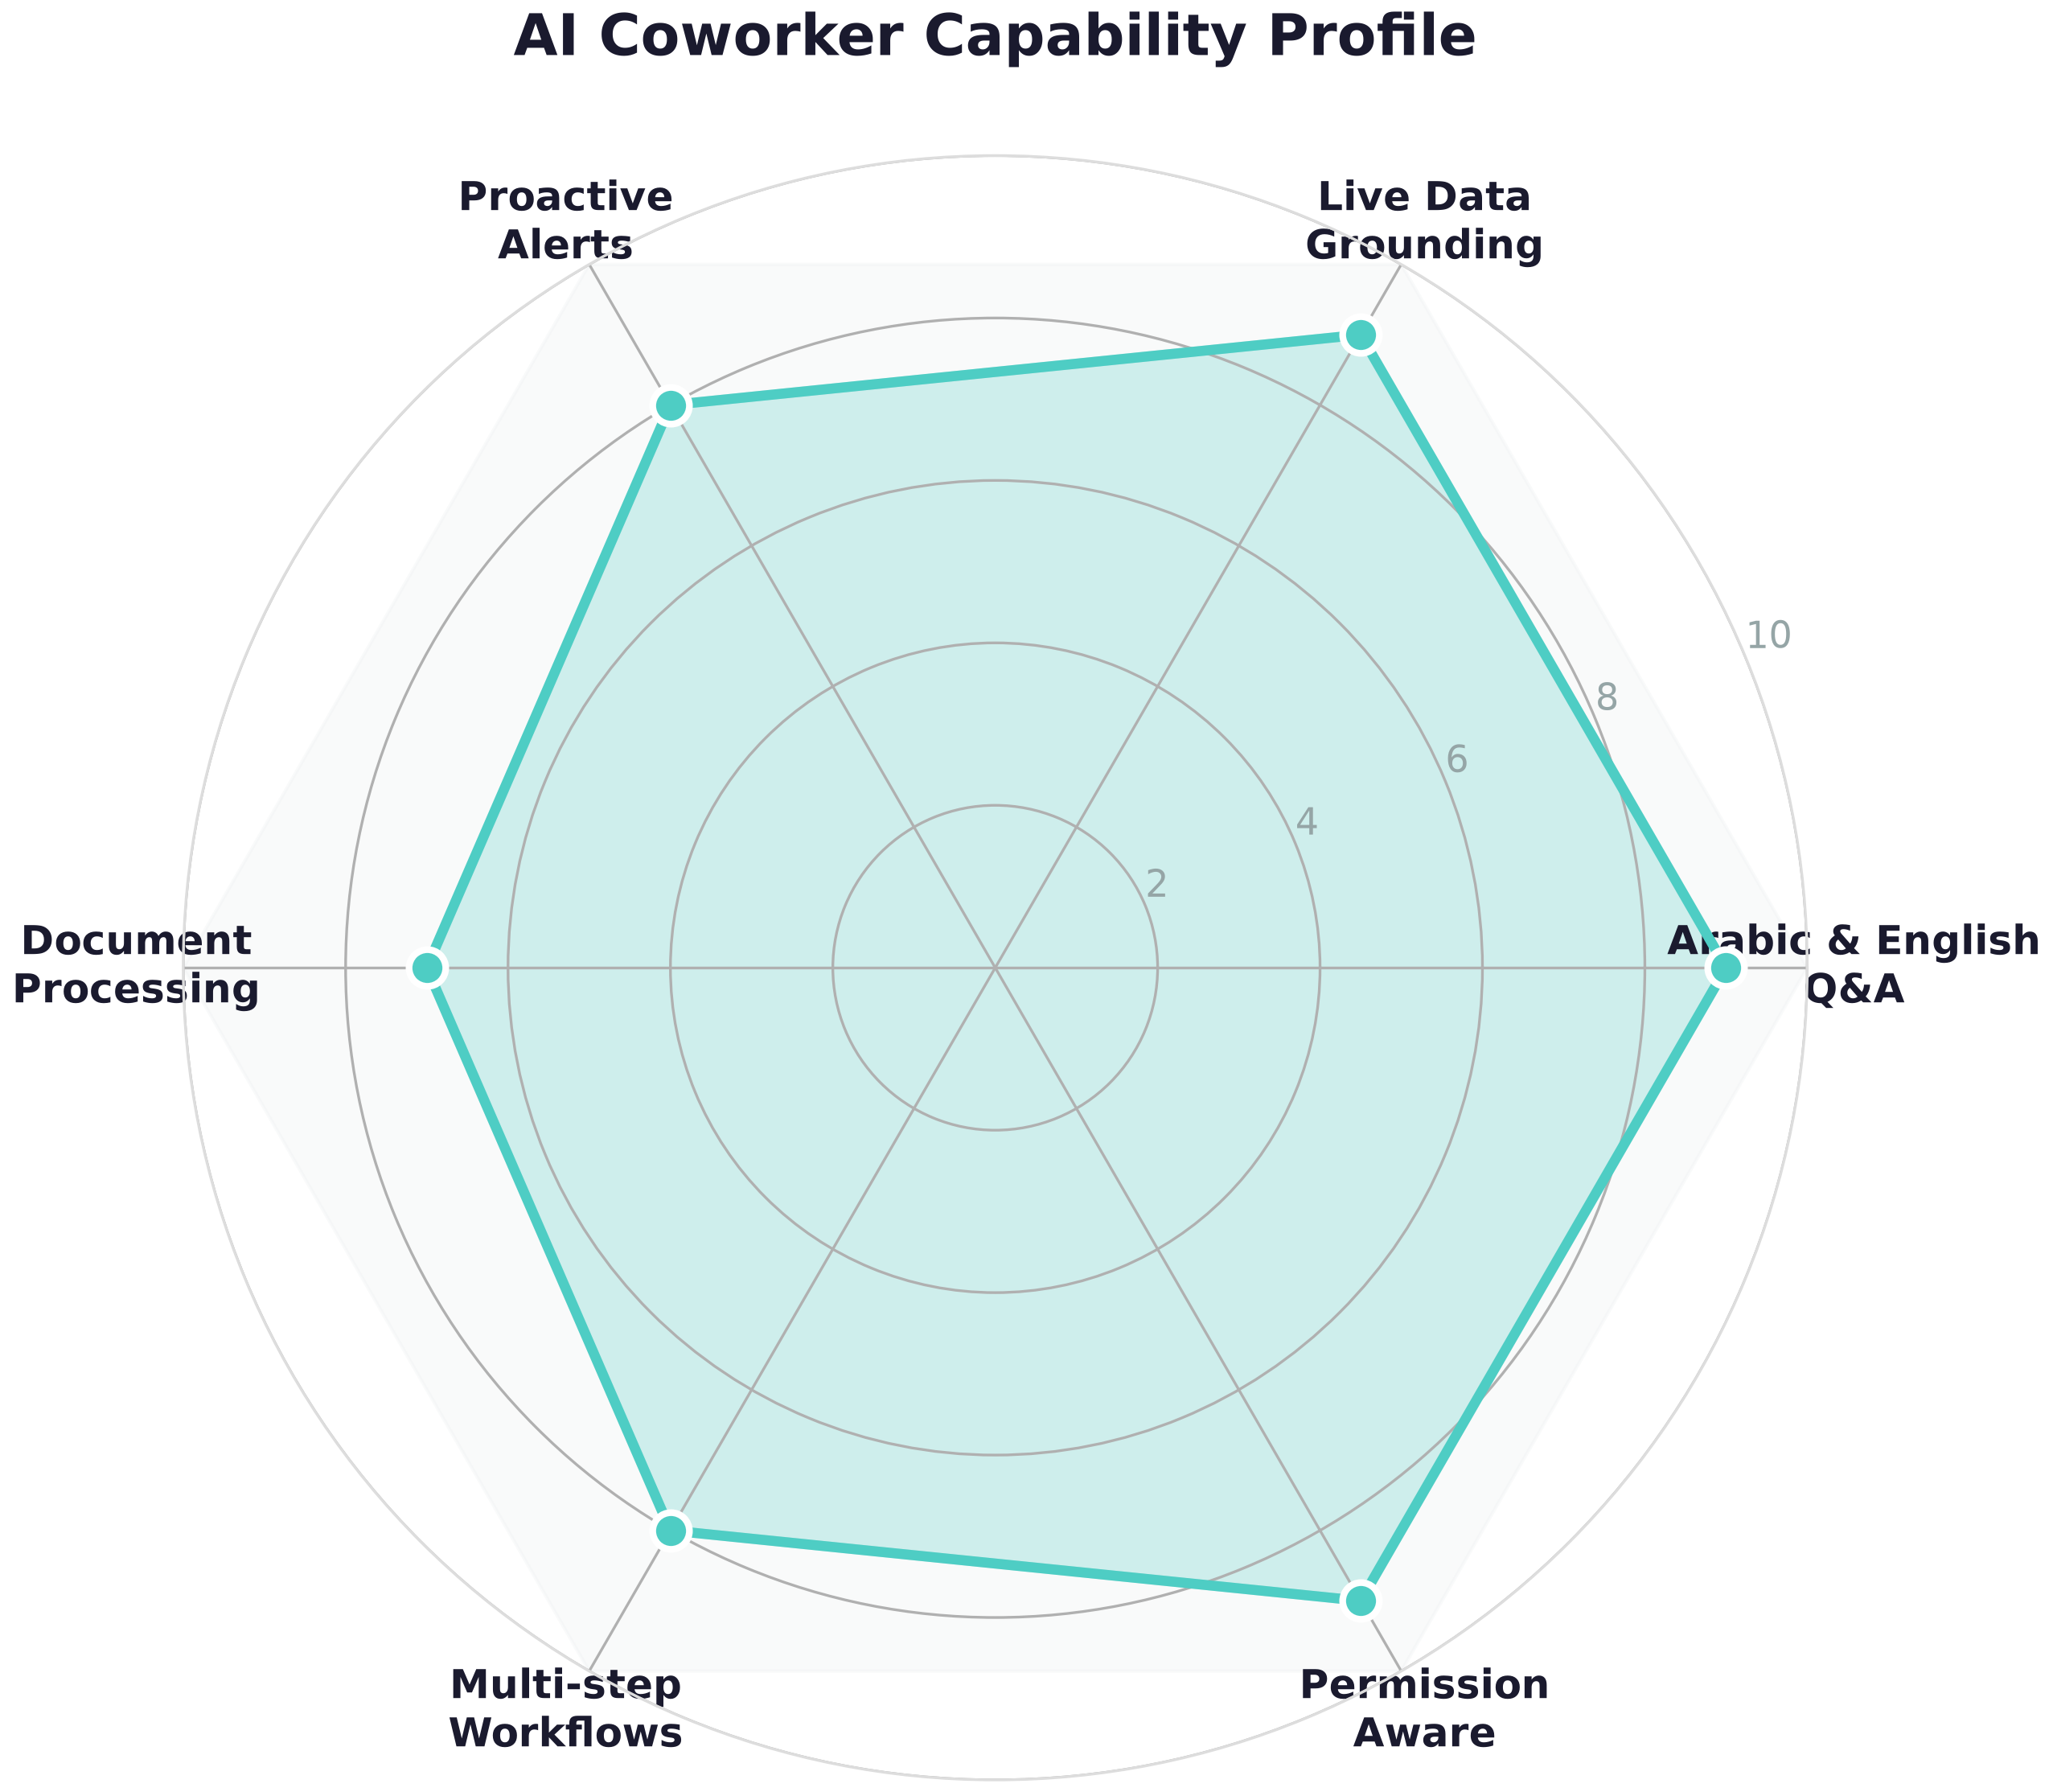 AI Coworker Capability Profile
Proactive
Alerts
Live Data
Grounding
10
8
6
4
2
Document
Processing
Arabic & English
Q&A
Multi-step
Workflows
Permission
Aware